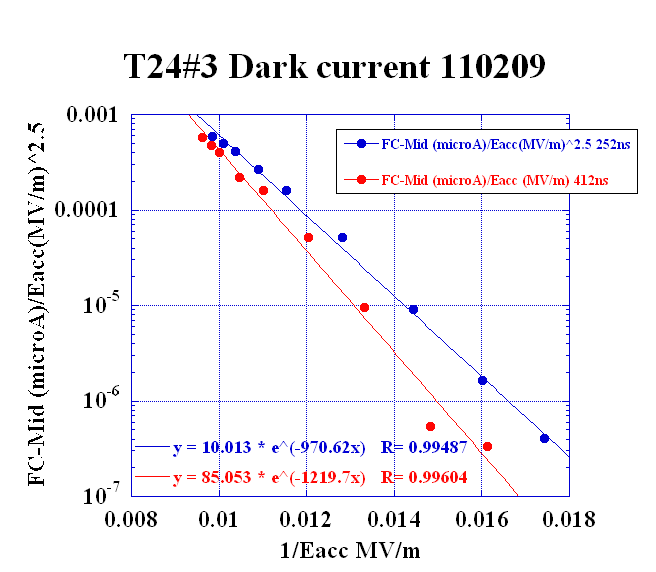 T24#3 Dark current 110209
FC-Mid (microA)/Eacc(MV/m)^2.5
0.001
0.0001
10^-5
10^-6
10^-7
FC-Mid (microA)/Eacc(MV/m)^2.5 252ns
FC-Mid (microA)/Eacc (MV/m) 412ns
y = 10.013 * e^(-970.62x) R= 0.99487
y = 85.053 * e^(-1219.7x) R= 0.99604
0.008 0.01 0.012 0.014 0.016 0.018
1/Eacc MV/m